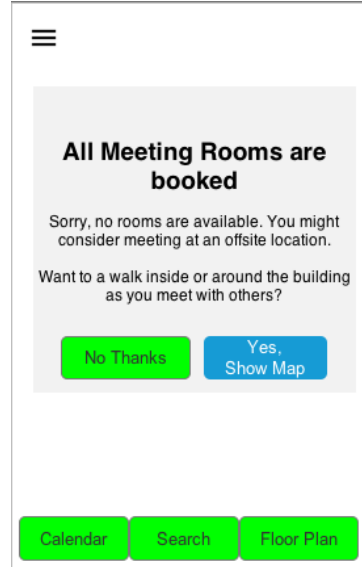 All Meeting Rooms are
booked
Sorry, no rooms are available. You might
consider meeting at an offsite location.
Want to a walk inside or around the building
as you meet with others?
No Thanks
Yes,
Show Map
Calendar
Search
Floor Plan